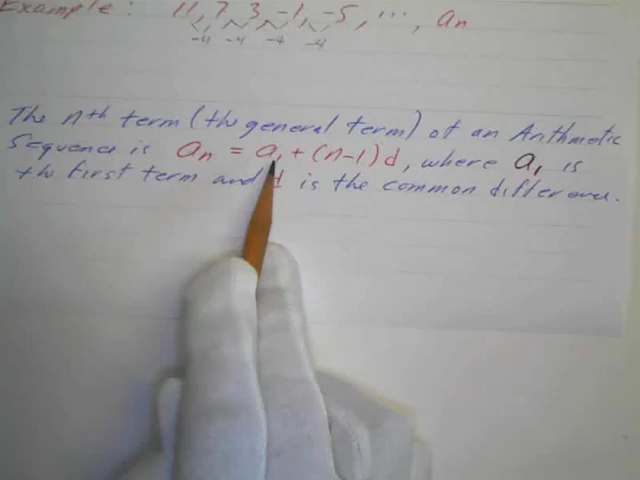 Example: 11, 7, 3, -1, -5, ..., an
-4 -4 -4 -4
The nth term (the general term) of an Arithmetic
Sequence is an = a1 + (n-1)d, where a1 is
the first term and d is the common difference.